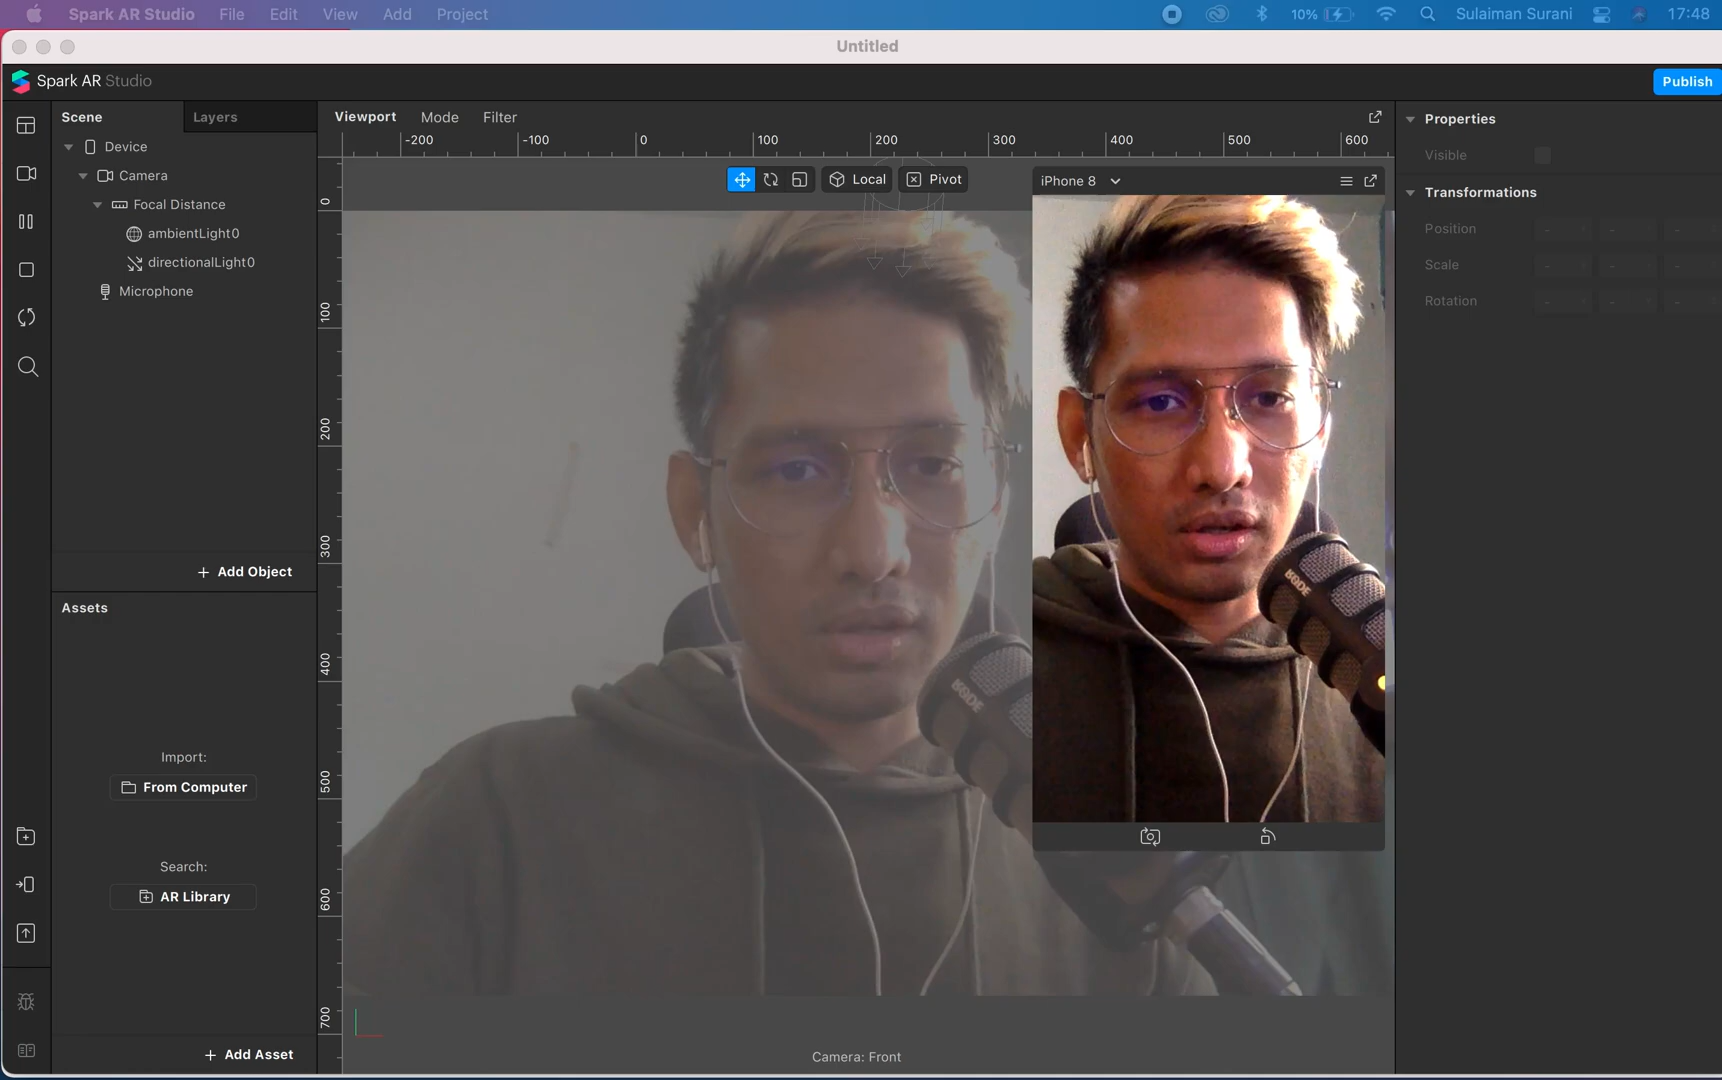 Spark AR Studio File Edit View Add Project 10% Sulaiman Surani 17:48
Untitled
Spark AR Studio
Publish
Scene
Layers
Device
Camera
Focal Distance
ambientLight0
directionalLight0
Microphone
+ Add Object
Assets
Import:
From Computer
Search:
AR Library
+ Add Asset
Viewport Mode Filter
-200 -100 0 100 200 300 400 500 600
0
100
200
300
400
500
600
700
Local
Pivot
iPhone 8
RODE
RODE
Camera: Front
Properties
Visible
Transformations
Position - - -
Scale - - -
Rotation - - -